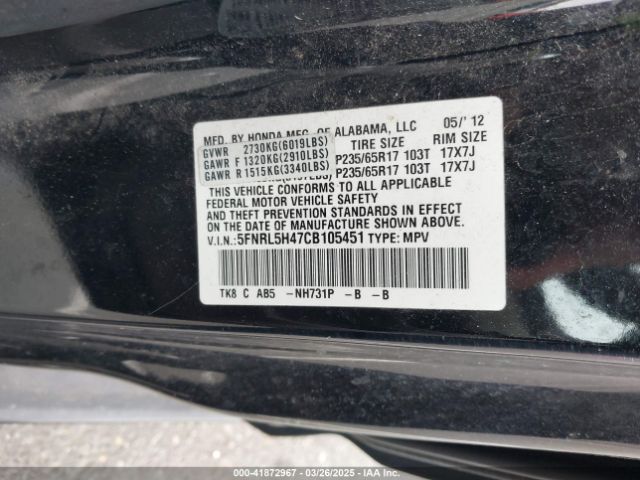 MFD. BY HONDA MFG. OF ALABAMA, LLC 05/'12
GVWR 2730KG(6019LBS) TIRE SIZE RIM SIZE
GAWR F 1320KG(2910LBS) P235/65R17 103T 17X7J
GAWR R 1515KG(3340LBS) P235/65R17 103T 17X7J
THIS VEHICLE CONFORMS TO ALL APPLICABLE
FEDERAL MOTOR VEHICLE SAFETY
AND THEFT PREVENTION STANDARDS IN EFFECT
ON THE DATE OF MANUFACTURE SHOWN ABOVE.
V.I.N.:5FNRL5H47CB105451 TYPE: MPV
TK8 C AB5 -NH731P -B -B
000-41872967 | 03/26/2025 | IAA Inc.